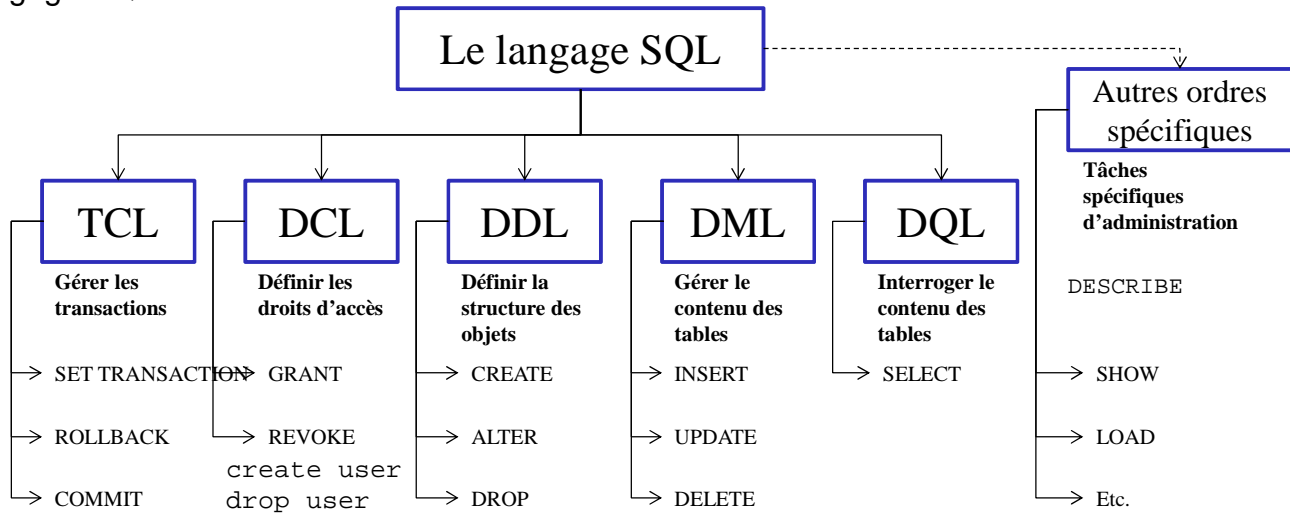 Le langage SQL
Autres ordres
spécifiques
Tâches
spécifiques
d’administration
DESCRIBE
SHOW
LOAD
Etc.
TCL
Gérer les
transactions
SET TRANSACTION
ROLLBACK
COMMIT
DCL
Définir les
droits d’accès
GRANT
REVOKE
create user
drop user
DDL
Définir la
structure des
objets
CREATE
ALTER
DROP
DML
Gérer le
contenu des
tables
INSERT
UPDATE
DELETE
DQL
Interroger le
contenu des
tables
SELECT